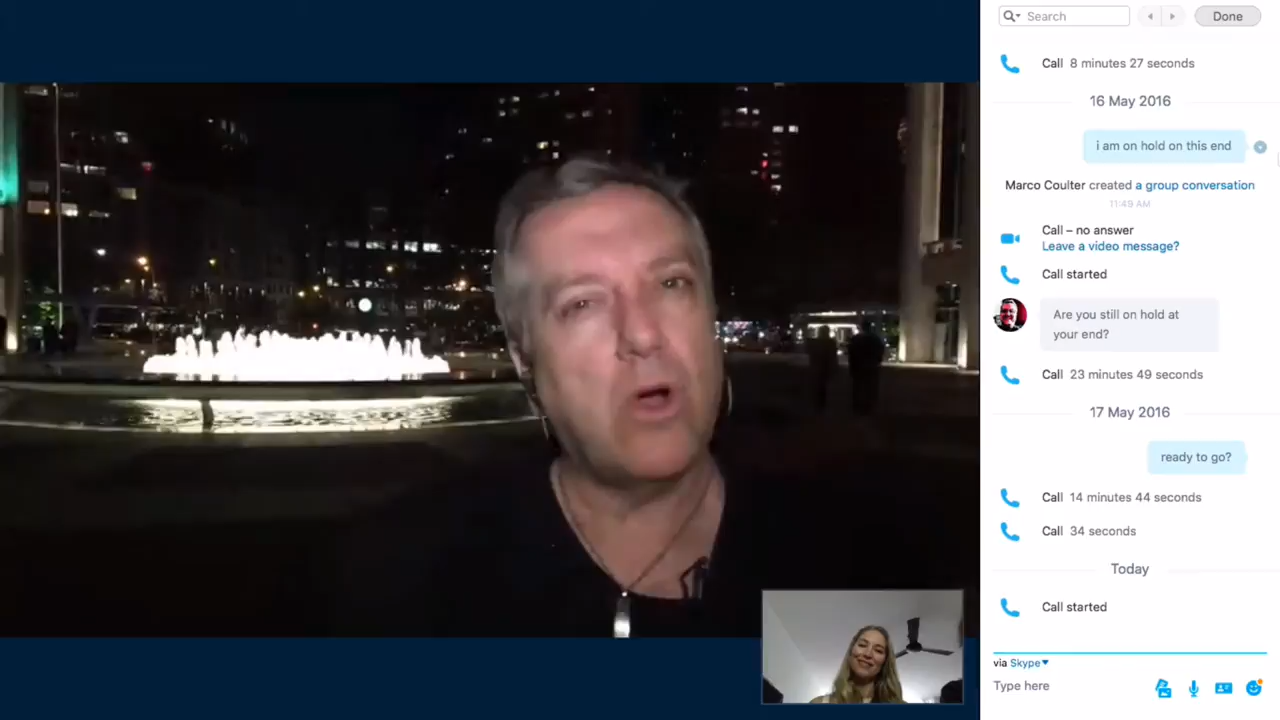 Search
Done
Call 8 minutes 27 seconds
16 May 2016
i am on hold on this end
Marco Coulter created a group conversation
11:49 AM
Call – no answer
Leave a video message?
Call started
Are you still on hold at
your end?
Call 23 minutes 49 seconds
17 May 2016
ready to go?
Call 14 minutes 44 seconds
Call 34 seconds
Today
Call started
via Skype
Type here